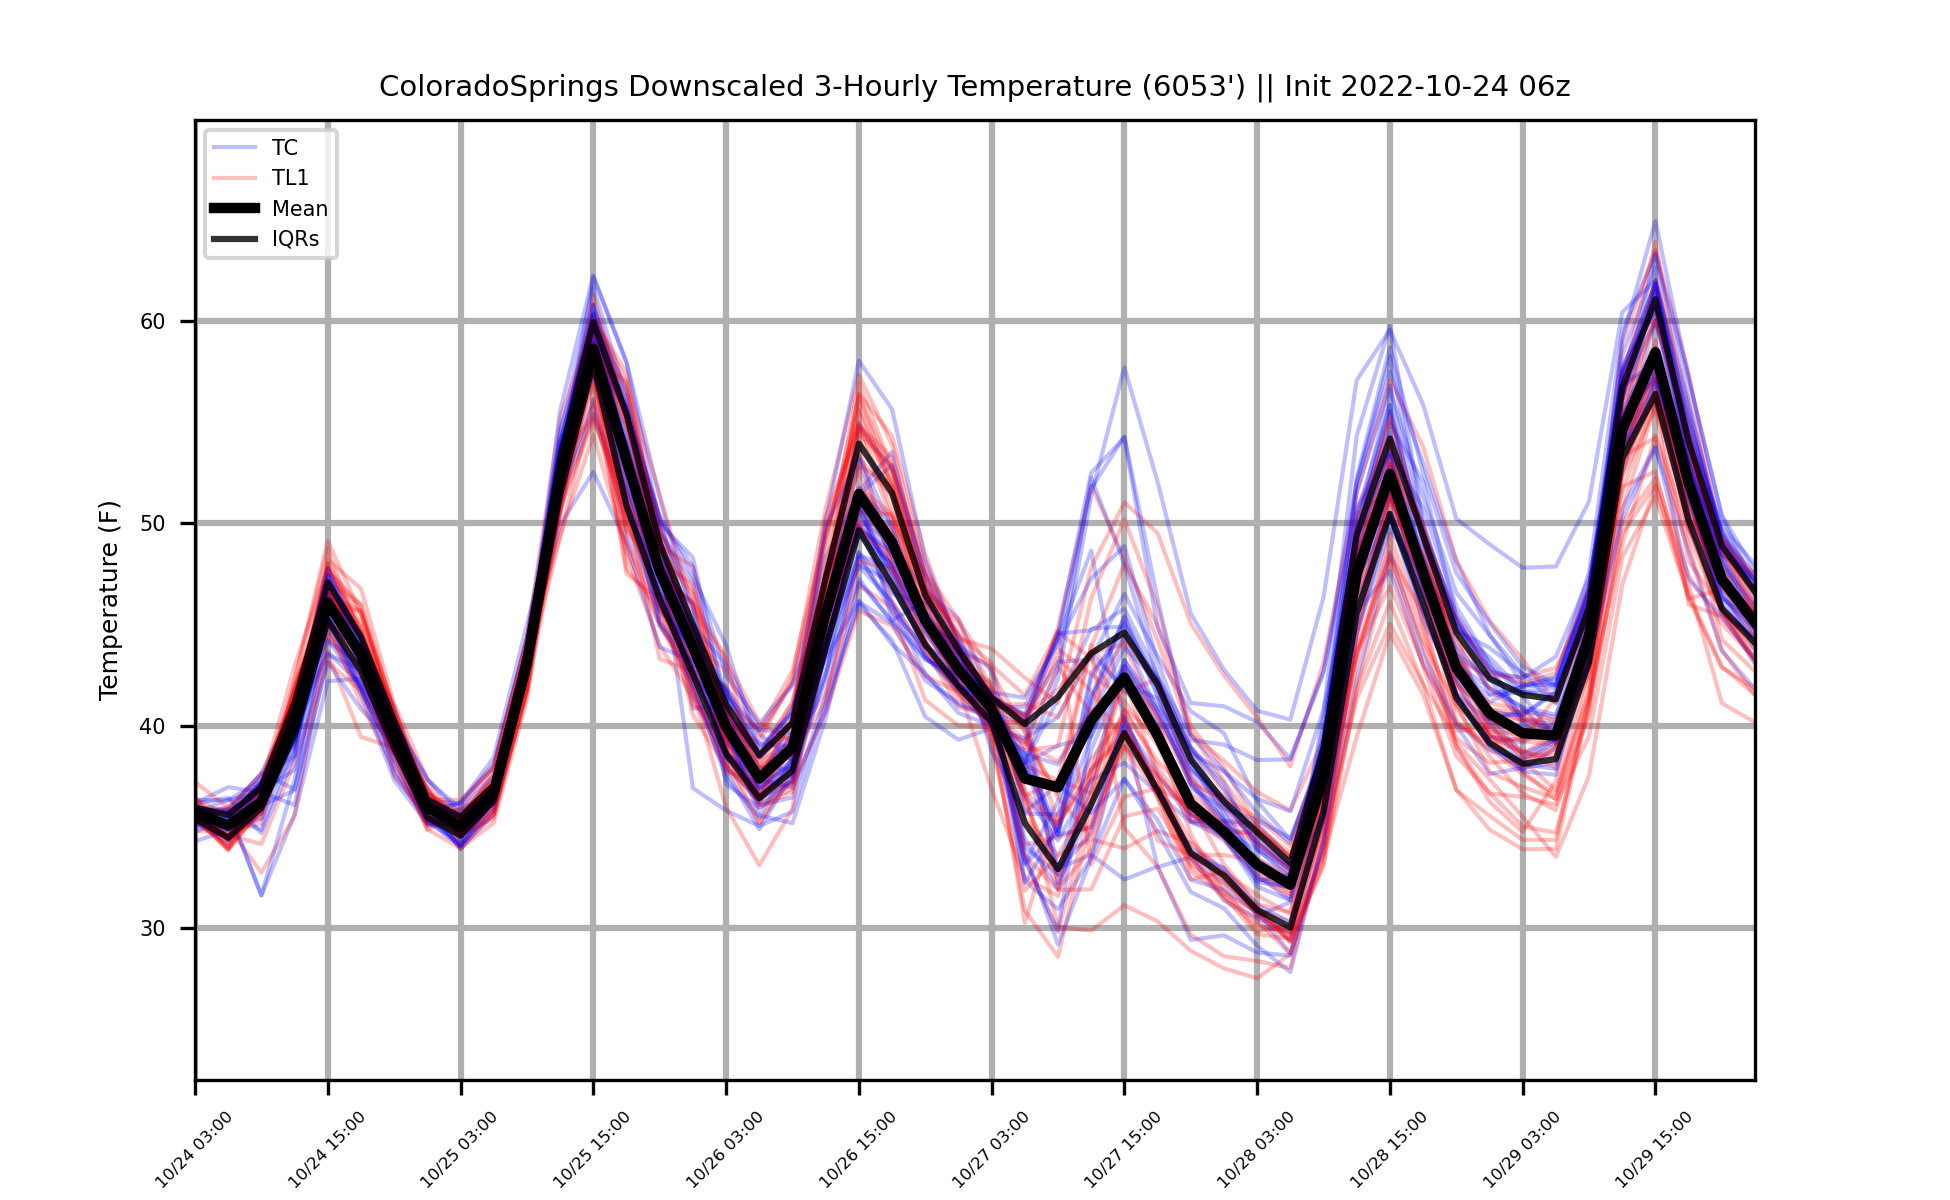 ColoradoSprings Downscaled 3-Hourly Temperature (6053') || Init 2022-10-24 06z
TC
TL1
Mean
IQRs
Temperature (F)
60
50
40
30
10/24 03:00
10/24 15:00
10/25 03:00
10/25 15:00
10/26 03:00
10/26 15:00
10/27 03:00
10/27 15:00
10/28 03:00
10/28 15:00
10/29 03:00
10/29 15:00